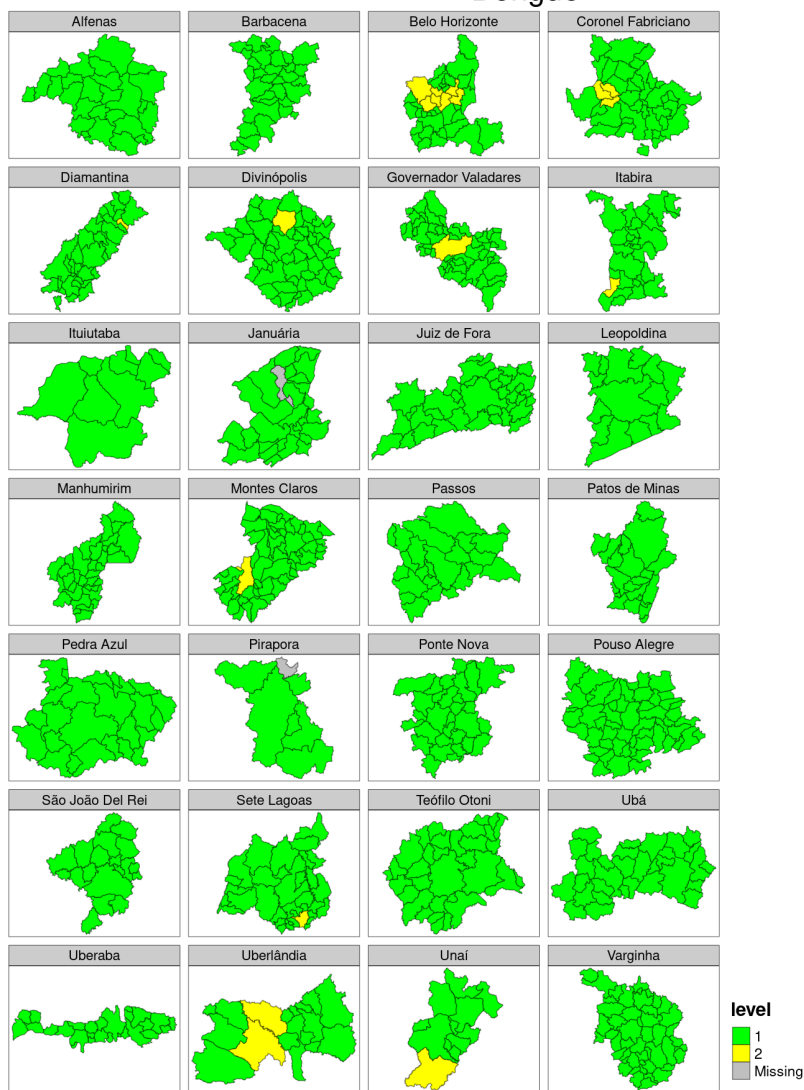 Alfenas Barbacena Belo Horizonte Coronel Fabriciano
Diamantina Divinópolis Governador Valadares Itabira
Ituiutaba Januária Juiz de Fora Leopoldina
Manhumirim Montes Claros Passos Patos de Minas
Pedra Azul Pirapora Ponte Nova Pouso Alegre
São João Del Rei Sete Lagoas Teófilo Otoni Ubá
Uberaba Uberlândia Unaí Varginha
level
1
2
Missing